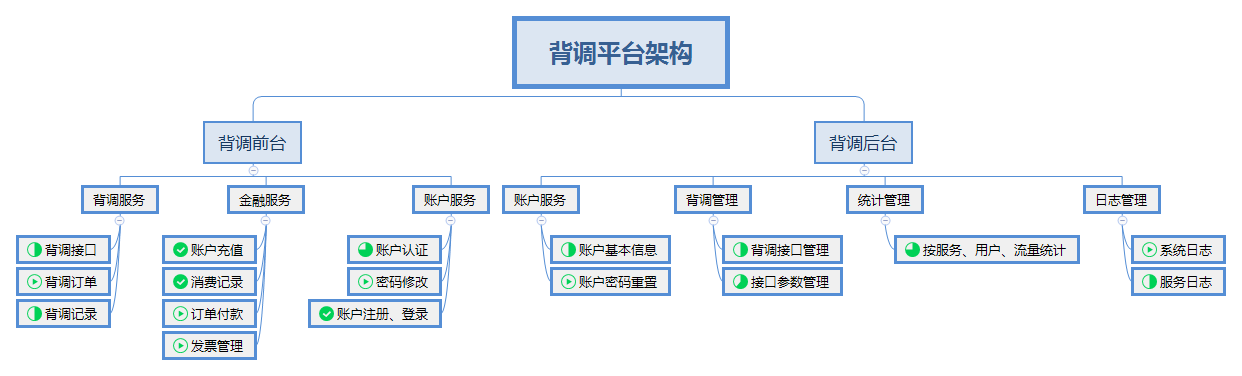 背调平台架构
背调前台
背调后台
背调服务
金融服务
账户服务
账户服务
背调管理
统计管理
日志管理
背调接口
账户充值
账户认证
账户基本信息
背调接口管理
按服务、用户、流量统计
系统日志
背调订单
消费记录
密码修改
账户密码重置
接口参数管理
服务日志
背调记录
订单付款
账户注册、登录
发票管理